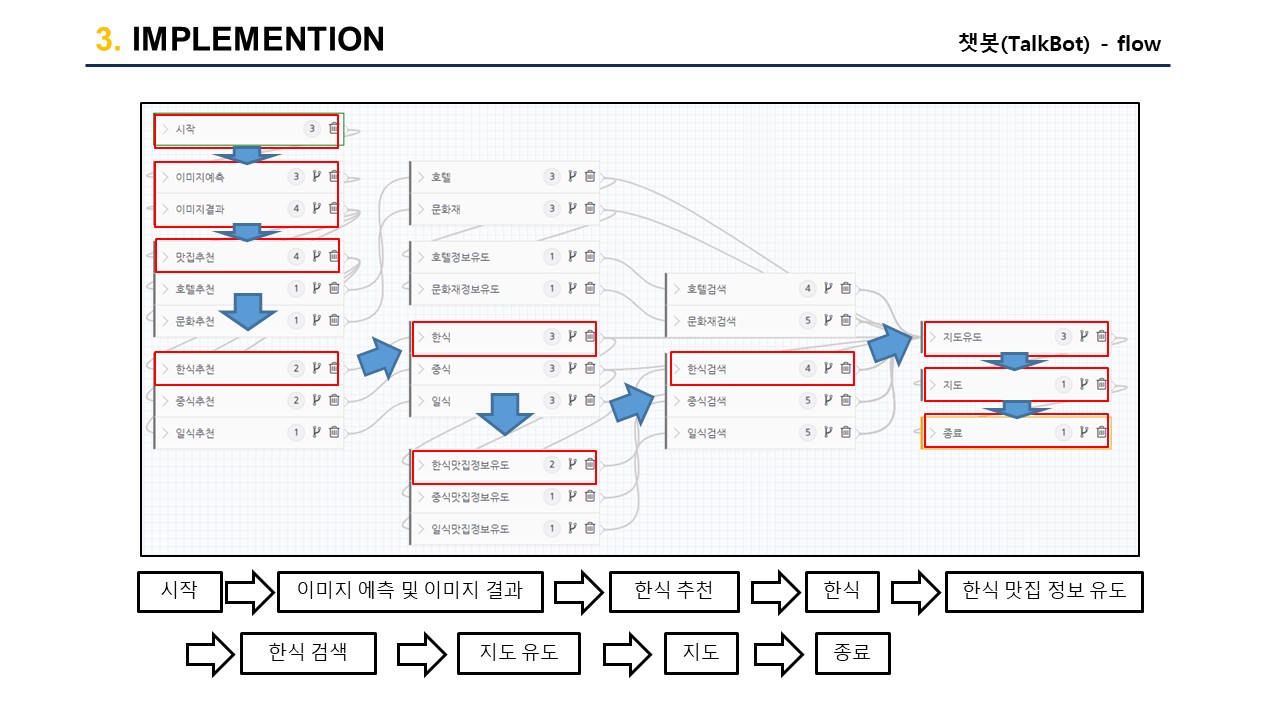 3. IMPLEMENTION
챗봇(TalkBot) - flow
시작 3
이미지예측 3
이미지결과 4
맛집추천 4
호텔추천 1
문화추천 1
한식추천 2
중식추천 2
일식추천 1
호텔 3
문화재 3
호텔정보유도 1
문화재정보유도 1
한식 3
중식 3
일식 3
한식맛집정보유도 2
중식맛집정보유도 1
일식맛집정보유도 1
호텔검색 4
문화재검색 5
한식검색 4
중식검색 5
일식검색 5
지도유도 3
지도 1
종료 1
시작
이미지 에측 및 이미지 결과
한식 추천
한식
한식 맛집 정보 유도
한식 검색
지도 유도
지도
종료